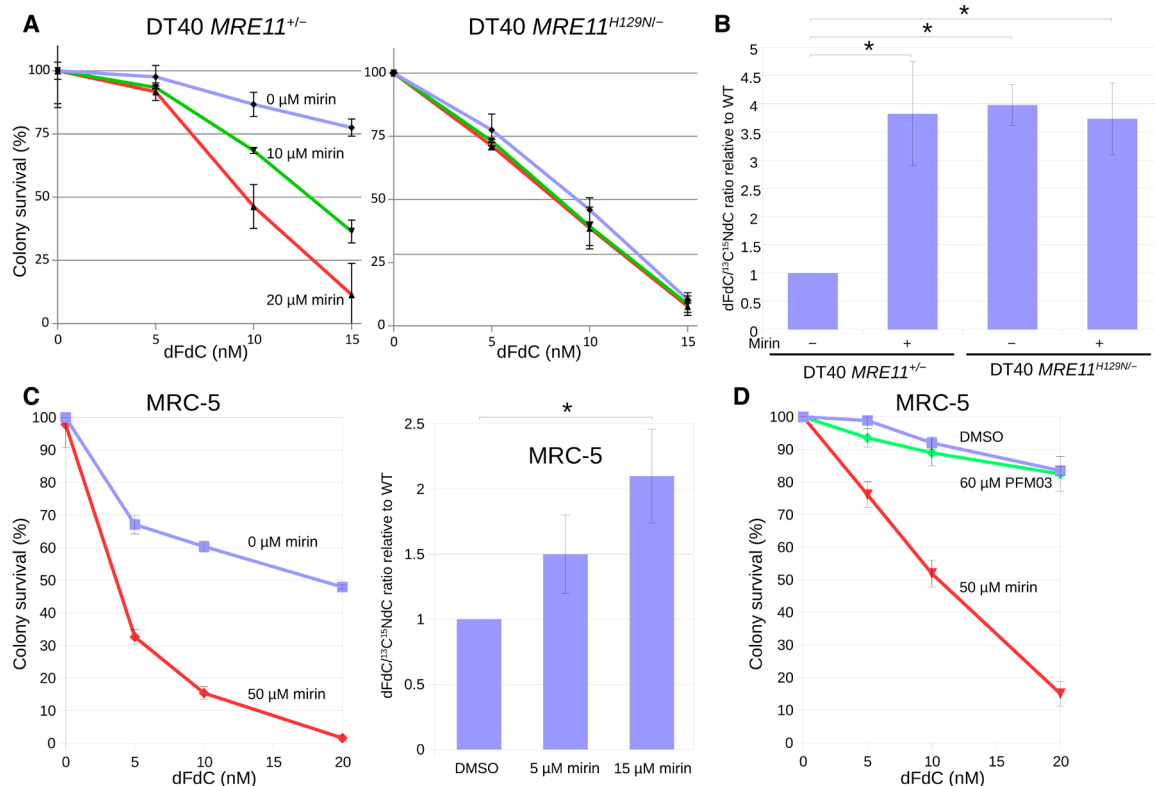 A
DT40 MRE11+/−
Colony survival (%)
100
75
50
25
0
0 µM mirin
10 µM mirin
20 µM mirin
0 5 10 15
dFdC (nM)
DT40 MRE11H129N/−
100
75
50
28
0
0 5 10 15
dFdC (nM)
B
* * *
dFdC/13C15NdC ratio relative to WT
5
4.5
4
3.5
3
2.5
2
1.5
1
0.5
0
Mirin − + − +
DT40 MRE11+/− DT40 MRE11H129N/−
C
MRC-5
Colony survival (%)
100
90
80
70
60
50
40
30
20
10
0
0 µM mirin
50 µM mirin
0 5 10 20
dFdC (nM)
*
MRC-5
dFdC/13C15NdC ratio relative to WT
2.5
2
1.5
1
0.5
0
DMSO 5 µM mirin 15 µM mirin
D
MRC-5
Colony survival (%)
100
90
80
70
60
50
40
30
20
10
0
DMSO
60 µM PFM03
50 µM mirin
0 5 10 15 20
dFdC (nM)